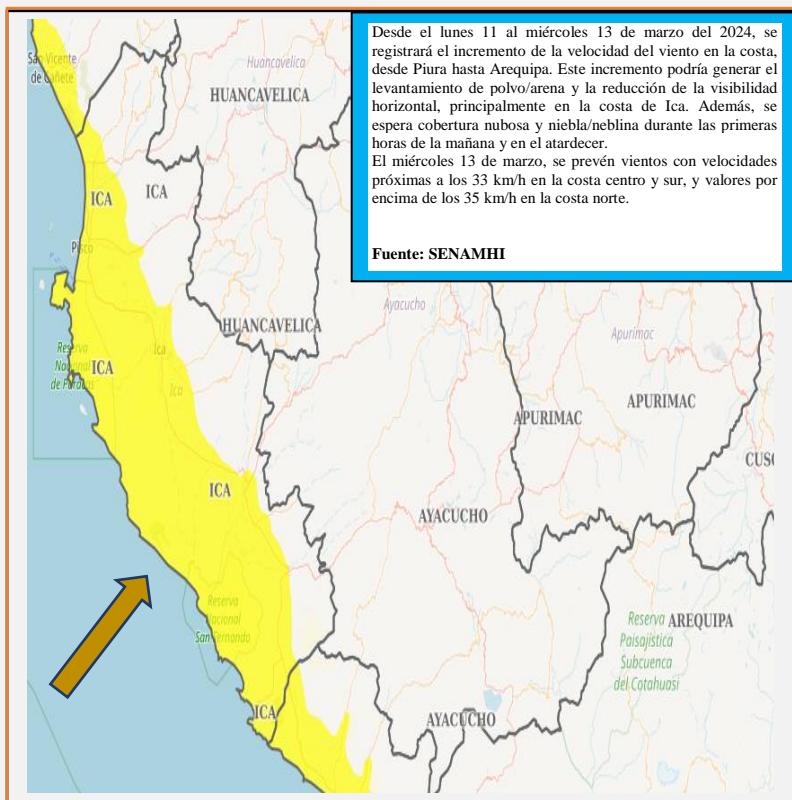 Desde el lunes 11 al miércoles 13 de marzo del 2024, se
registrará el incremento de la velocidad del viento en la costa,
desde Piura hasta Arequipa. Este incremento podría generar el
levantamiento de polvo/arena y la reducción de la visibilidad
horizontal, principalmente en la costa de Ica. Además, se
espera cobertura nubosa y niebla/neblina durante las primeras
horas de la mañana y en el atardecer.
El miércoles 13 de marzo, se prevén vientos con velocidades
próximas a los 33 km/h en la costa centro y sur, y valores por
encima de los 35 km/h en la costa norte.
Fuente: SENAMHI
San Vicente
de Cañete
Huancavelica
HUANCAVELICA
ICA
ICA
Pisco
Ayacucho
HUANCAVELICA
Apurimac
Reserva
Nacional
de Paracas
Ica
ICA
Ica
APURIMAC
APURIMAC
CUSC
ICA
AYACUCHO
Reserva
Nacional
San Fernando
Reserva
Paisajística
Subcuenca
del Cotahuasi
AREQUIPA
ICA
AYACUCHO